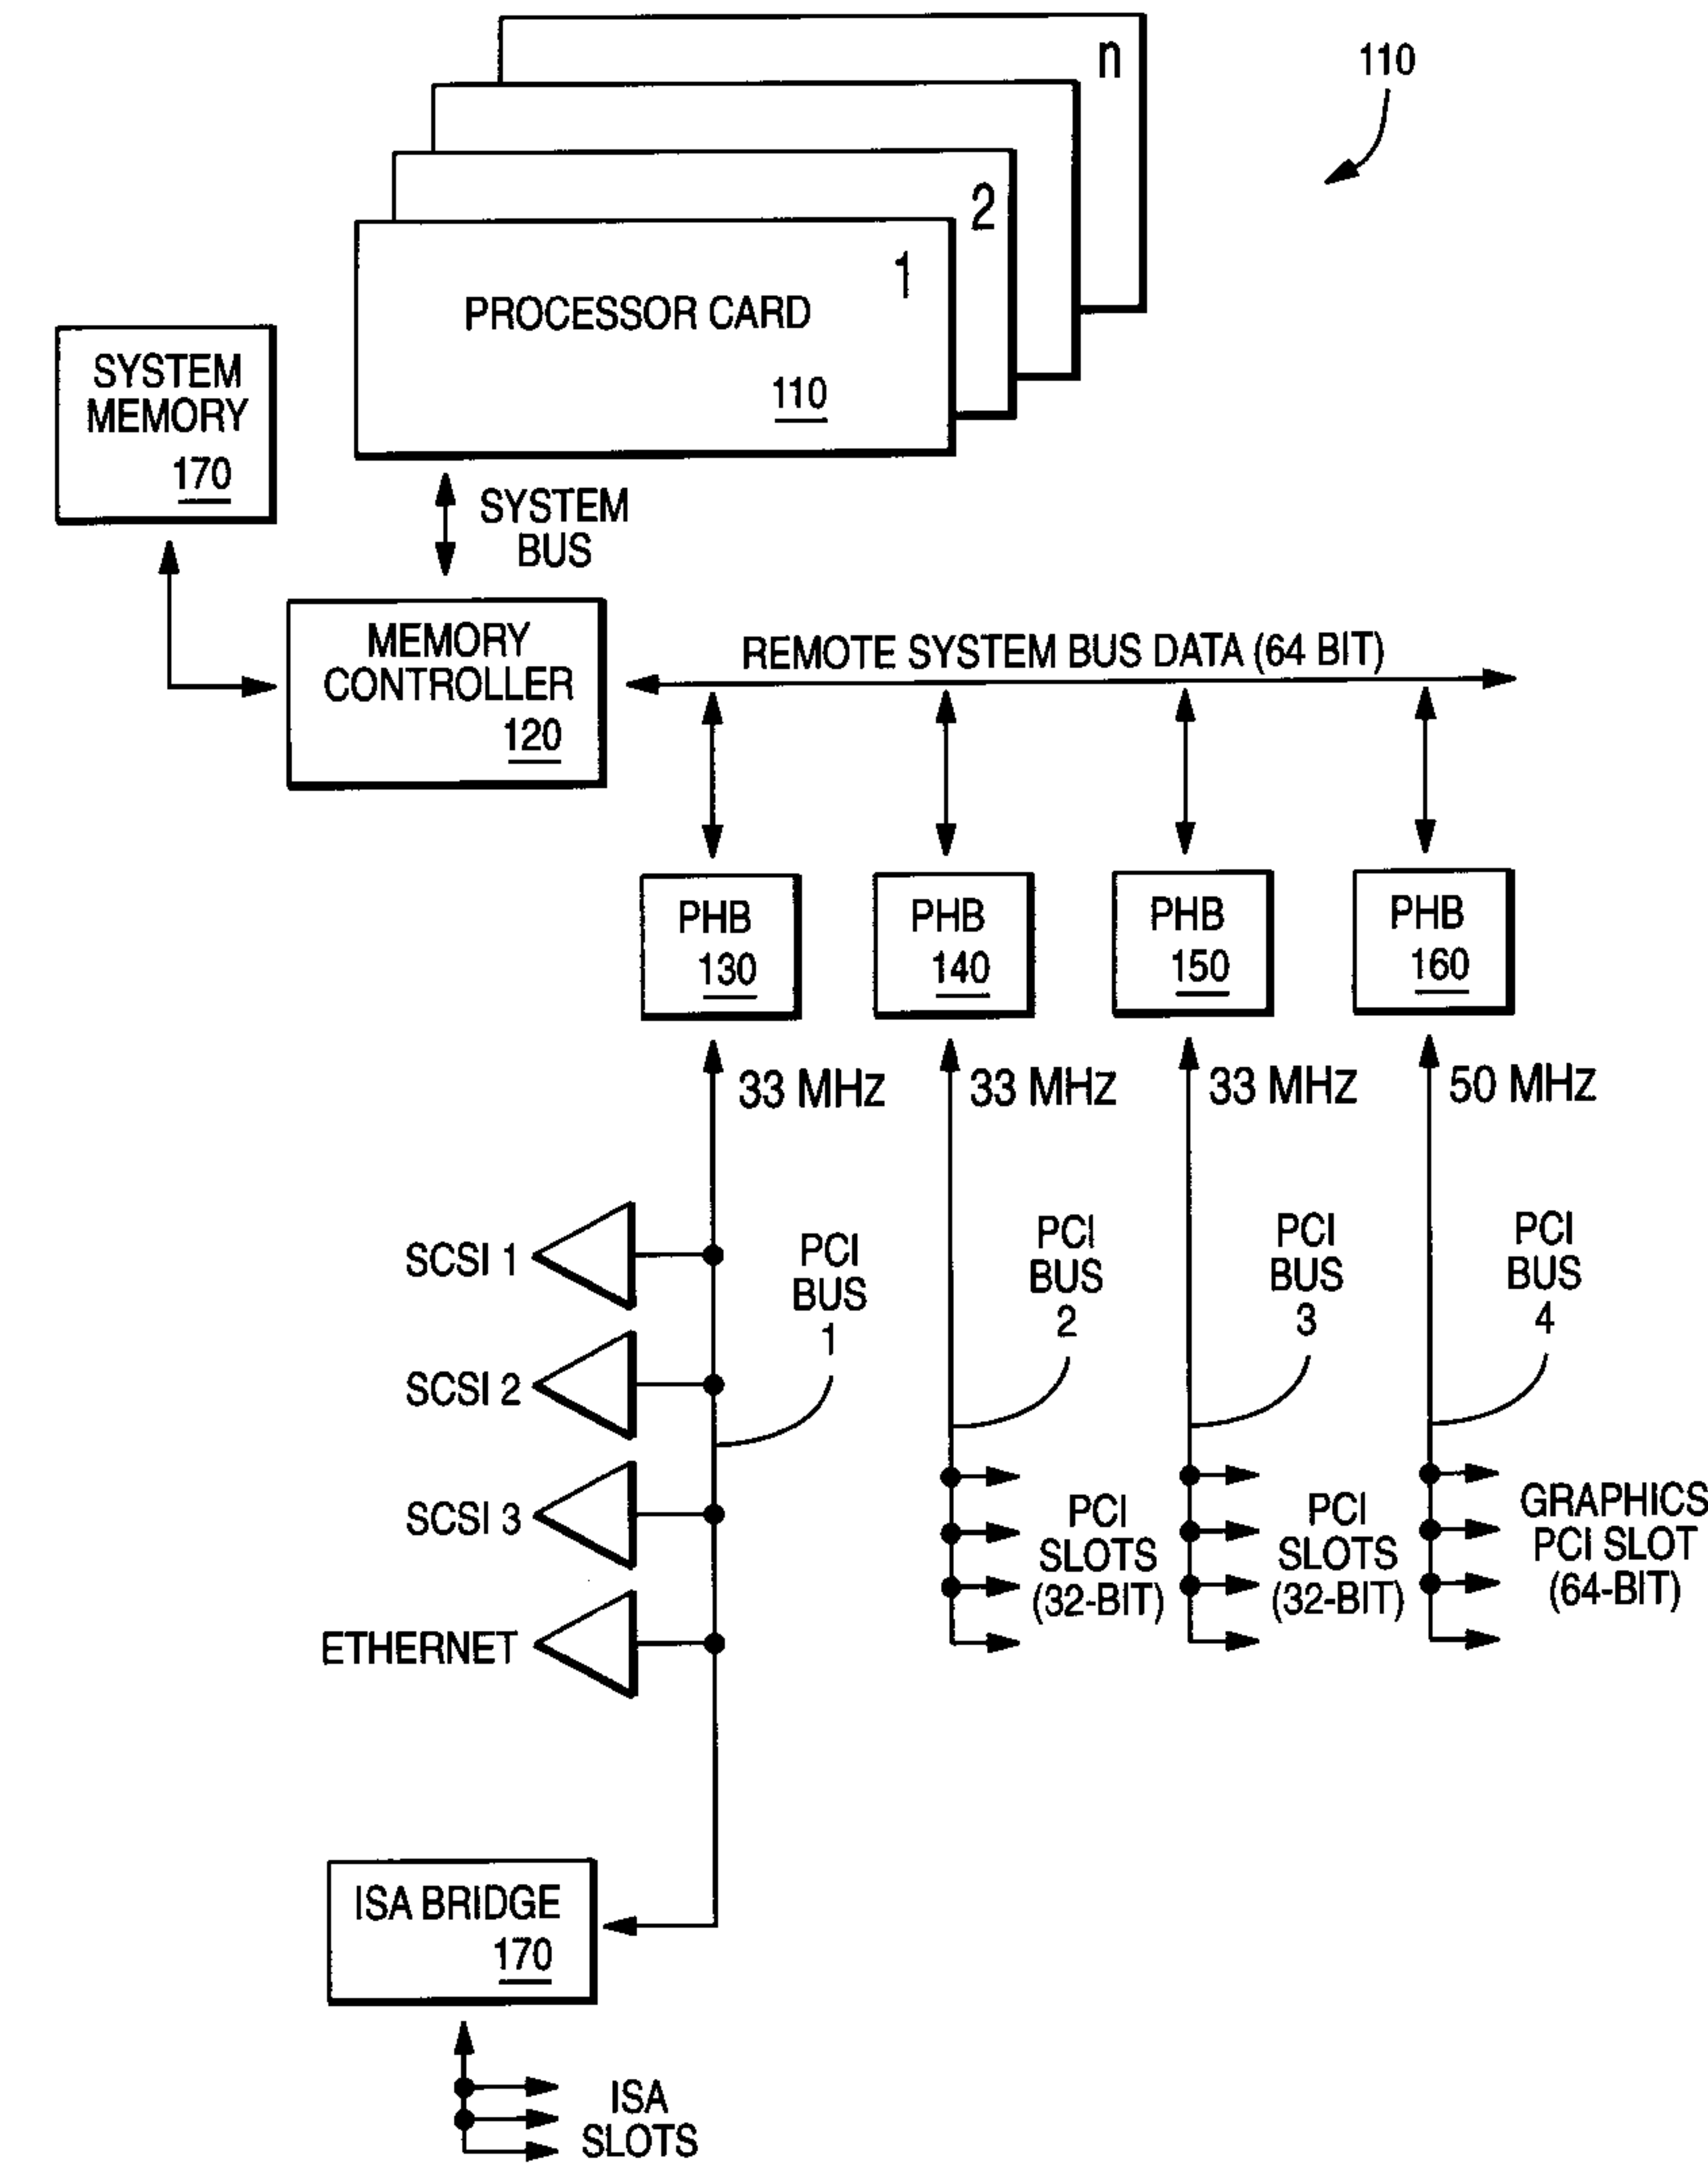 n
110
2
1
PROCESSOR CARD
110
SYSTEM
MEMORY
170
SYSTEM
BUS
MEMORY
CONTROLLER
120
REMOTE SYSTEM BUS DATA (64 BIT)
PHB
130
PHB
140
PHB
150
PHB
160
33 MHz
33 MHz
33 MHz
50 MHz
SCSI 1
SCSI 2
SCSI 3
ETHERNET
PCI
BUS
1
PCI
BUS
2
PCI
BUS
3
PCI
BUS
4
PCI
SLOTS
(32-BIT)
PCI
SLOTS
(32-BIT)
GRAPHICS
PCI SLOT
(64-BIT)
ISA BRIDGE
170
ISA
SLOTS